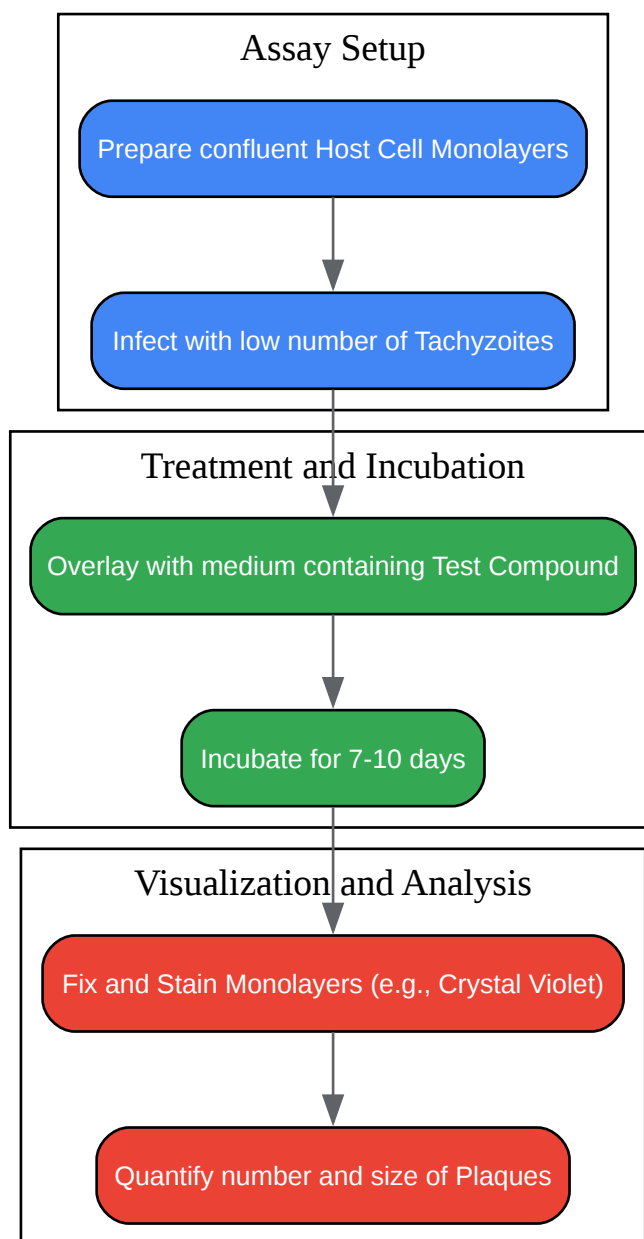 Assay Setup
Prepare confluent Host Cell Monolayers
Infect with low number of Tachyzoites
Treatment and Incubation
Overlay with medium containing Test Compound
Incubate for 7-10 days
Visualization and Analysis
Fix and Stain Monolayers (e.g., Crystal Violet)
Quantify number and size of Plaques